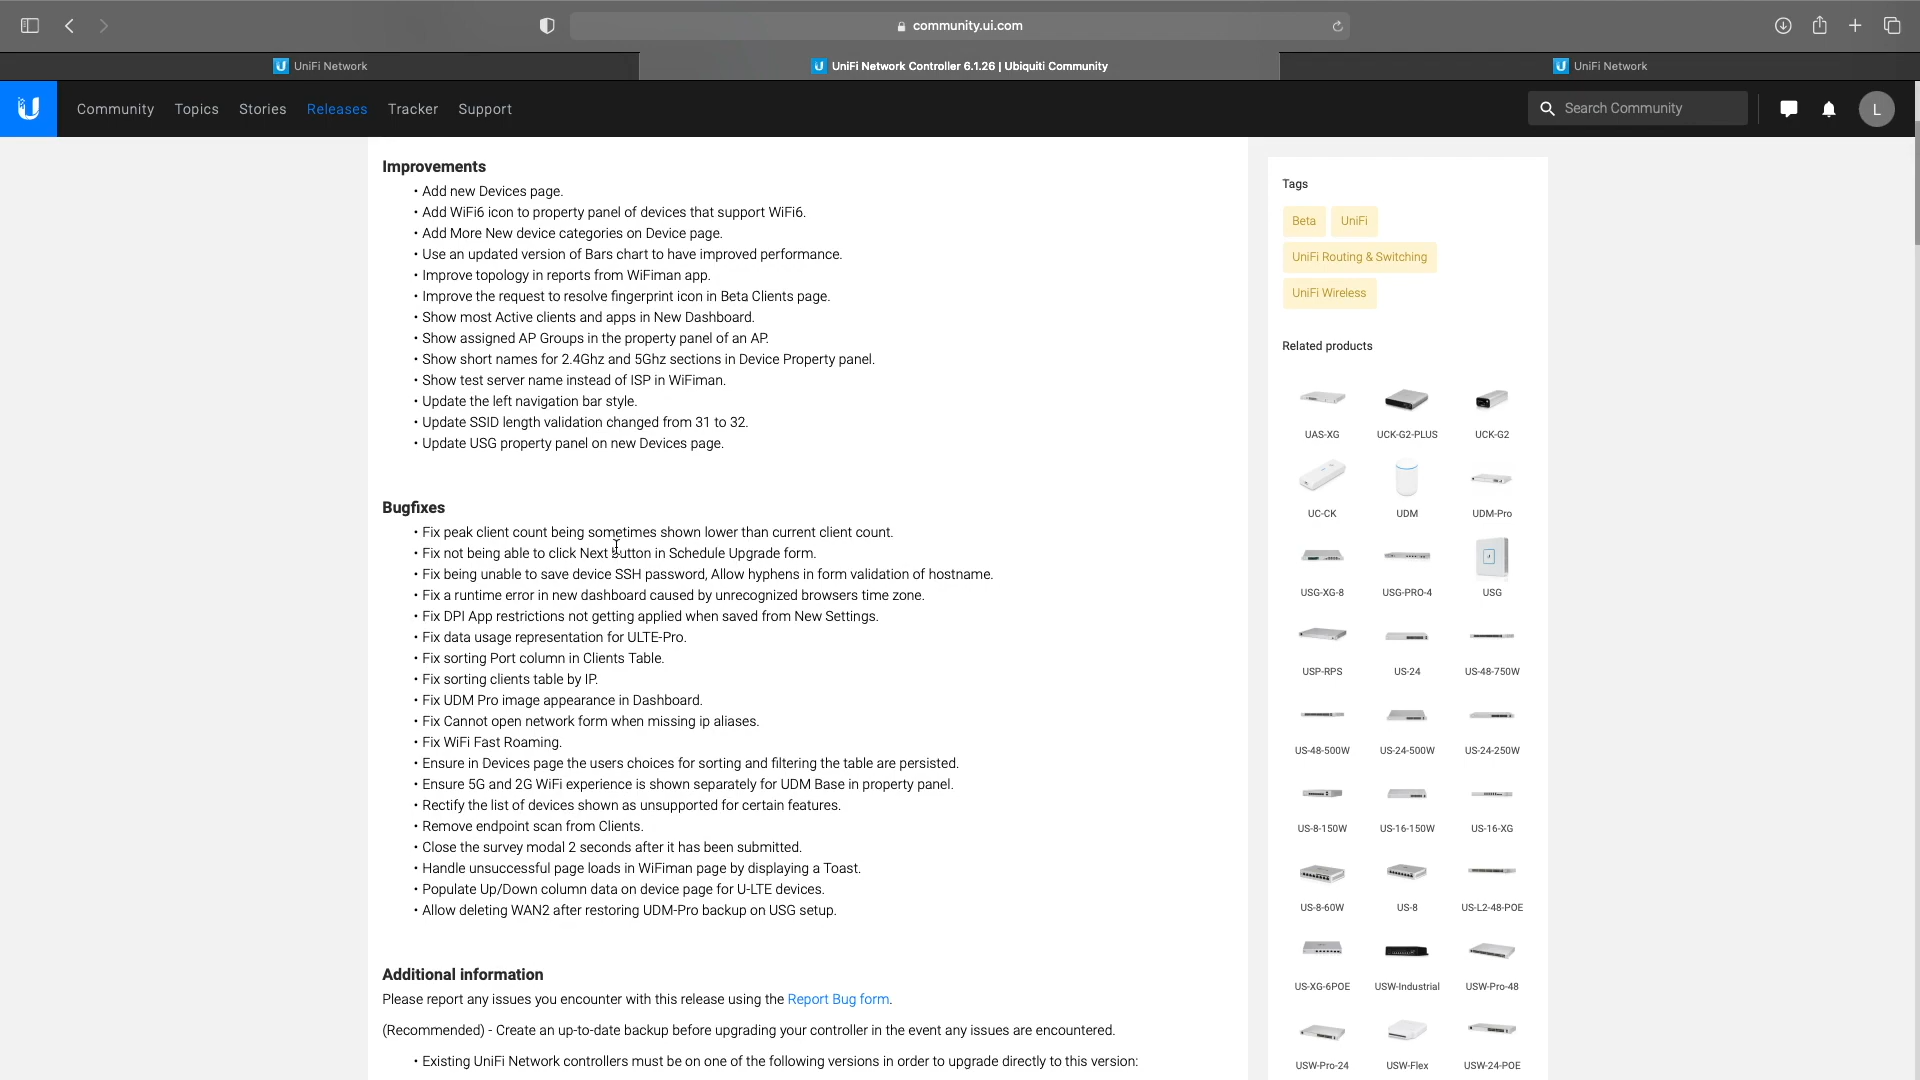 community.ui.com
UniFi Network
UniFi Network Controller 6.1.26 | Ubiquiti Community
UniFi Network
Community Topics Stories Releases Tracker Support
Search Community
L
Improvements
• Add new Devices page.
• Add WiFi6 icon to property panel of devices that support WiFi6.
• Add More New device categories on Device page.
• Use an updated version of Bars chart to have improved performance.
• Improve topology in reports from WiFiman app.
• Improve the request to resolve fingerprint icon in Beta Clients page.
• Show most Active clients and apps in New Dashboard.
• Show assigned AP Groups in the property panel of an AP.
• Show short names for 2.4Ghz and 5Ghz sections in Device Property panel.
• Show test server name instead of ISP in WiFiman.
• Update the left navigation bar style.
• Update SSID length validation changed from 31 to 32.
• Update USG property panel on new Devices page.
Bugfixes
• Fix peak client count being sometimes shown lower than current client count.
• Fix not being able to click Next Button in Schedule Upgrade form.
• Fix being unable to save device SSH password, Allow hyphens in form validation of hostname.
• Fix a runtime error in new dashboard caused by unrecognized browsers time zone.
• Fix DPI App restrictions not getting applied when saved from New Settings.
• Fix data usage representation for ULTE-Pro.
• Fix sorting Port column in Clients Table.
• Fix sorting clients table by IP.
• Fix UDM Pro image appearance in Dashboard.
• Fix Cannot open network form when missing ip aliases.
• Fix WiFi Fast Roaming.
• Ensure in Devices page the users choices for sorting and filtering the table are persisted.
• Ensure 5G and 2G WiFi experience is shown separately for UDM Base in property panel.
• Rectify the list of devices shown as unsupported for certain features.
• Remove endpoint scan from Clients.
• Close the survey modal 2 seconds after it has been submitted.
• Handle unsuccessful page loads in WiFiman page by displaying a Toast.
• Populate Up/Down column data on device page for U-LTE devices.
• Allow deleting WAN2 after restoring UDM-Pro backup on USG setup.
Additional information
Please report any issues you encounter with this release using the Report Bug form.
(Recommended) - Create an up-to-date backup before upgrading your controller in the event any issues are encountered.
• Existing UniFi Network controllers must be on one of the following versions in order to upgrade directly to this version:
Tags
Beta UniFi
UniFi Routing & Switching
UniFi Wireless
Related products
UAS-XG UCK-G2-PLUS UCK-G2
UC-CK UDM UDM-Pro
USG-XG-8 USG-PRO-4 USG
USP-RPS US-24 US-48-750W
US-48-500W US-24-500W US-24-250W
US-8-150W US-16-150W US-16-XG
US-8-60W US-8 US-L2-48-POE
US-XG-6POE USW-Industrial USW-Pro-48
USW-Pro-24 USW-Flex USW-24-POE